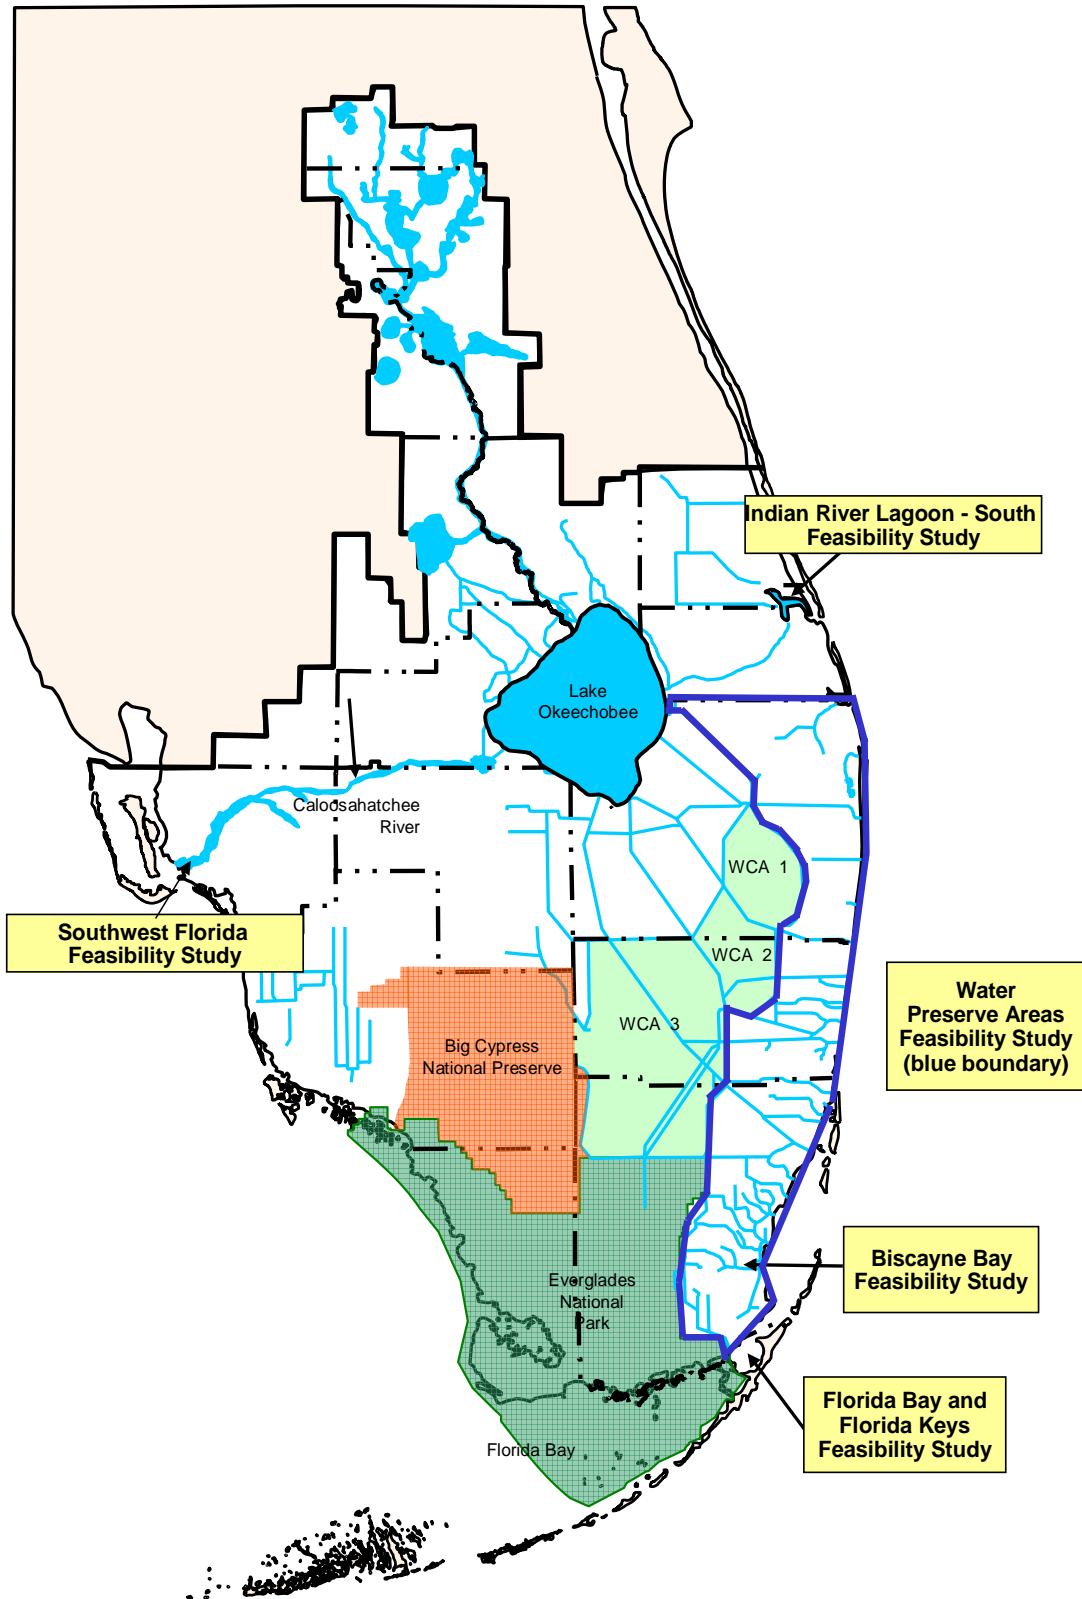 Indian River Lagoon - South
Feasibility Study
Lake
Okeechobee
Caloosahatchee
River
WCA 1
Southwest Florida
Feasibility Study
WCA 2
Water
Preserve Areas
Feasibility Study
(blue boundary)
WCA 3
Big Cypress
National Preserve
Biscayne Bay
Feasibility Study
Everglades
National
Park
Florida Bay and
Florida Keys
Feasibility Study
Florida Bay